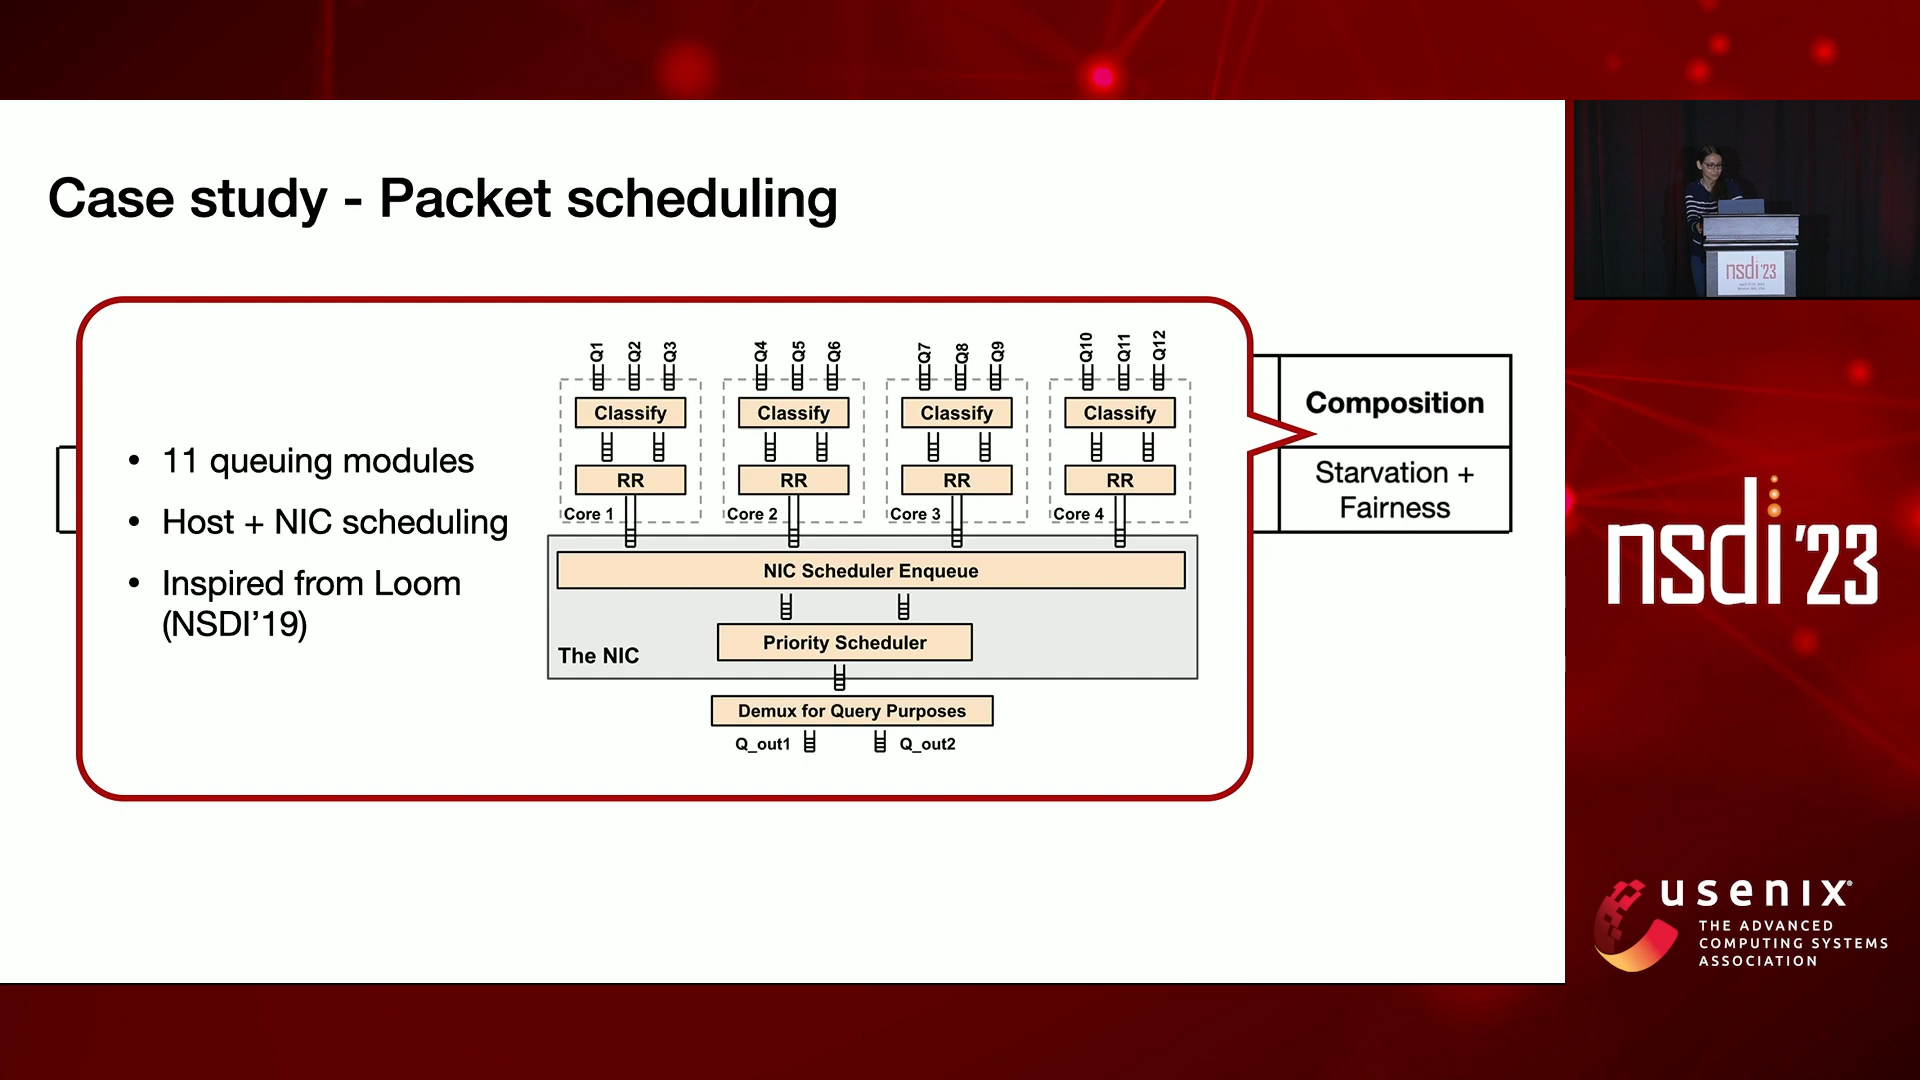 Case study - Packet scheduling
• 11 queuing modules
• Host + NIC scheduling
• Inspired from Loom
(NSDI’19)
Q1 Q2 Q3 Q4 Q5 Q6 Q7 Q8 Q9 Q10 Q11 Q12
Classify Classify Classify Classify
RR RR RR RR
Core 1 Core 2 Core 3 Core 4
NIC Scheduler Enqueue
Priority Scheduler
The NIC
Demux for Query Purposes
Q_out1 Q_out2
Composition
Starvation +
Fairness
nsdi '23
nsdi '23
usenix®
THE ADVANCED
COMPUTING SYSTEMS
ASSOCIATION